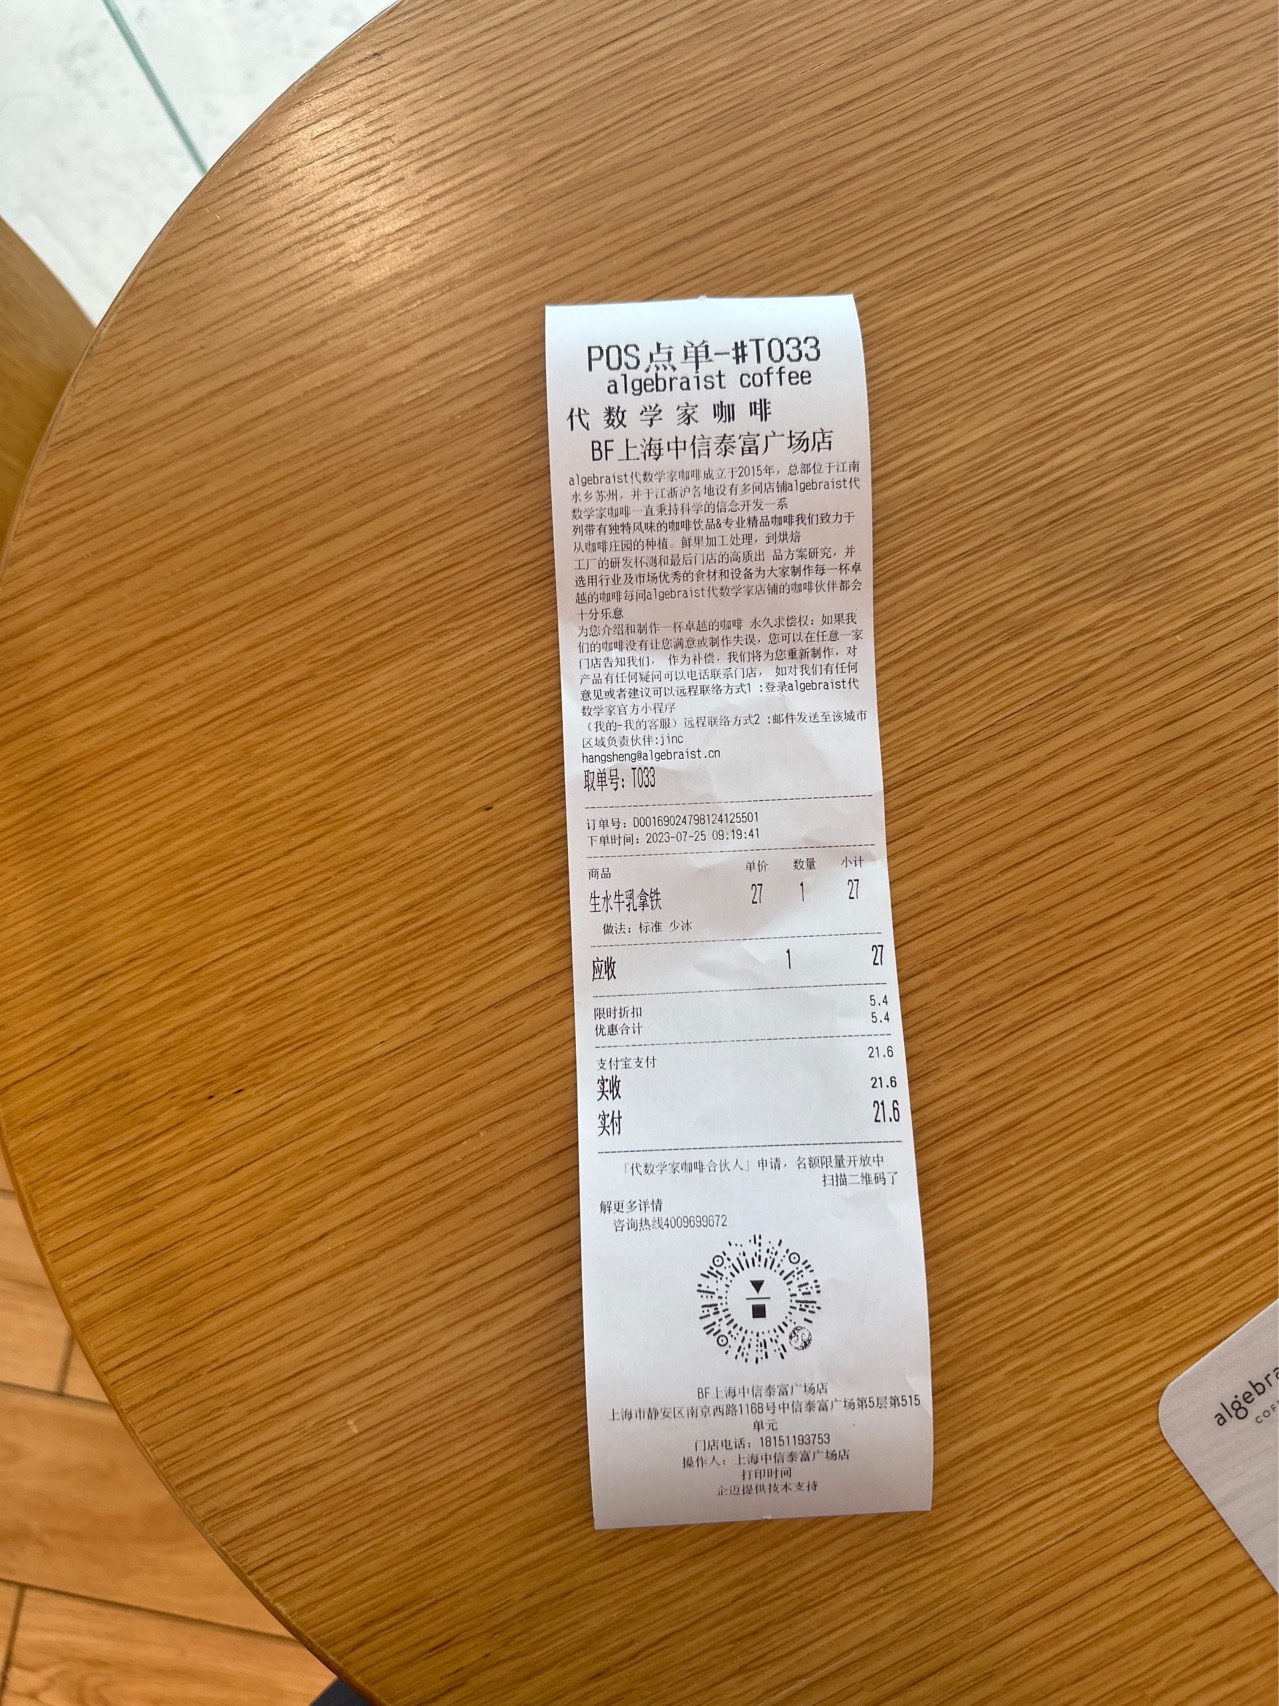 POS点单-#T033
algebraist coffee
代数学家咖啡
BF上海中信泰富广场店
algebraist代数学家咖啡成立于2015年，总部位于江南
水乡苏州，并于江浙沪各地设有多间店铺algebraist代
数学家咖啡一直秉持科学的信念开发一系
列带有独特风味的咖啡饮品&专业精品咖啡我们致力于
从咖啡庄园的种植。鲜果加工处理，到烘焙
工厂的研发杯测和最后门店的高质出 品方案研究，并
选用行业及市场优秀的食材和设备为大家制作每一杯卓
越的咖啡每间algebraist代数学家店铺的咖啡伙伴都会
十分乐意
为您介绍和制作一杯卓越的咖啡 永久求偿权：如果我
们的咖啡没有让您满意或制作失误，您可以在任意一家
门店告知我们， 作为补偿，我们将为您重新制作，对
产品有任何疑问可以电话联系门店， 如对我们有任何
意见或者建议可以远程联络方式1 :登录algebraist代
数学家官方小程序
（我的-我的客服）远程联络方式2 :邮件发送至该城市
区域负责伙伴:jinc
hangsheng@algebraist.cn
取单号：T033
订单号：D00169024798124125501
下单时间：2023-07-25 09:19:41
商品 单价 数量 小计
生水牛乳拿铁 27 1 27
做法：标准 少冰
应收 1 27
限时折扣 5.4
优惠合计 5.4
支付宝支付 21.6
实收 21.6
实付 21.6
「代数学家咖啡合伙人」申请，名额限量开放中
扫描二维码了
解更多详情
咨询热线4009699672
BF上海中信泰富广场店
上海市静安区南京西路1168号中信泰富广场第5层第515
单元
门店电话：18151193753
操作人：上海中信泰富广场店
打印时间
企迈提供技术支持
algebra
COF